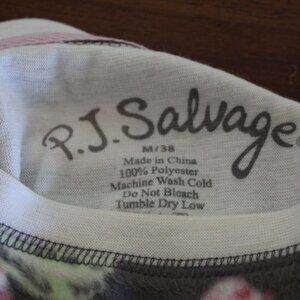 P.J. Salvage
M/38
Made in China
100% Polyester
Machine Wash Cold
Do Not Bleach
Tumble Dry Low